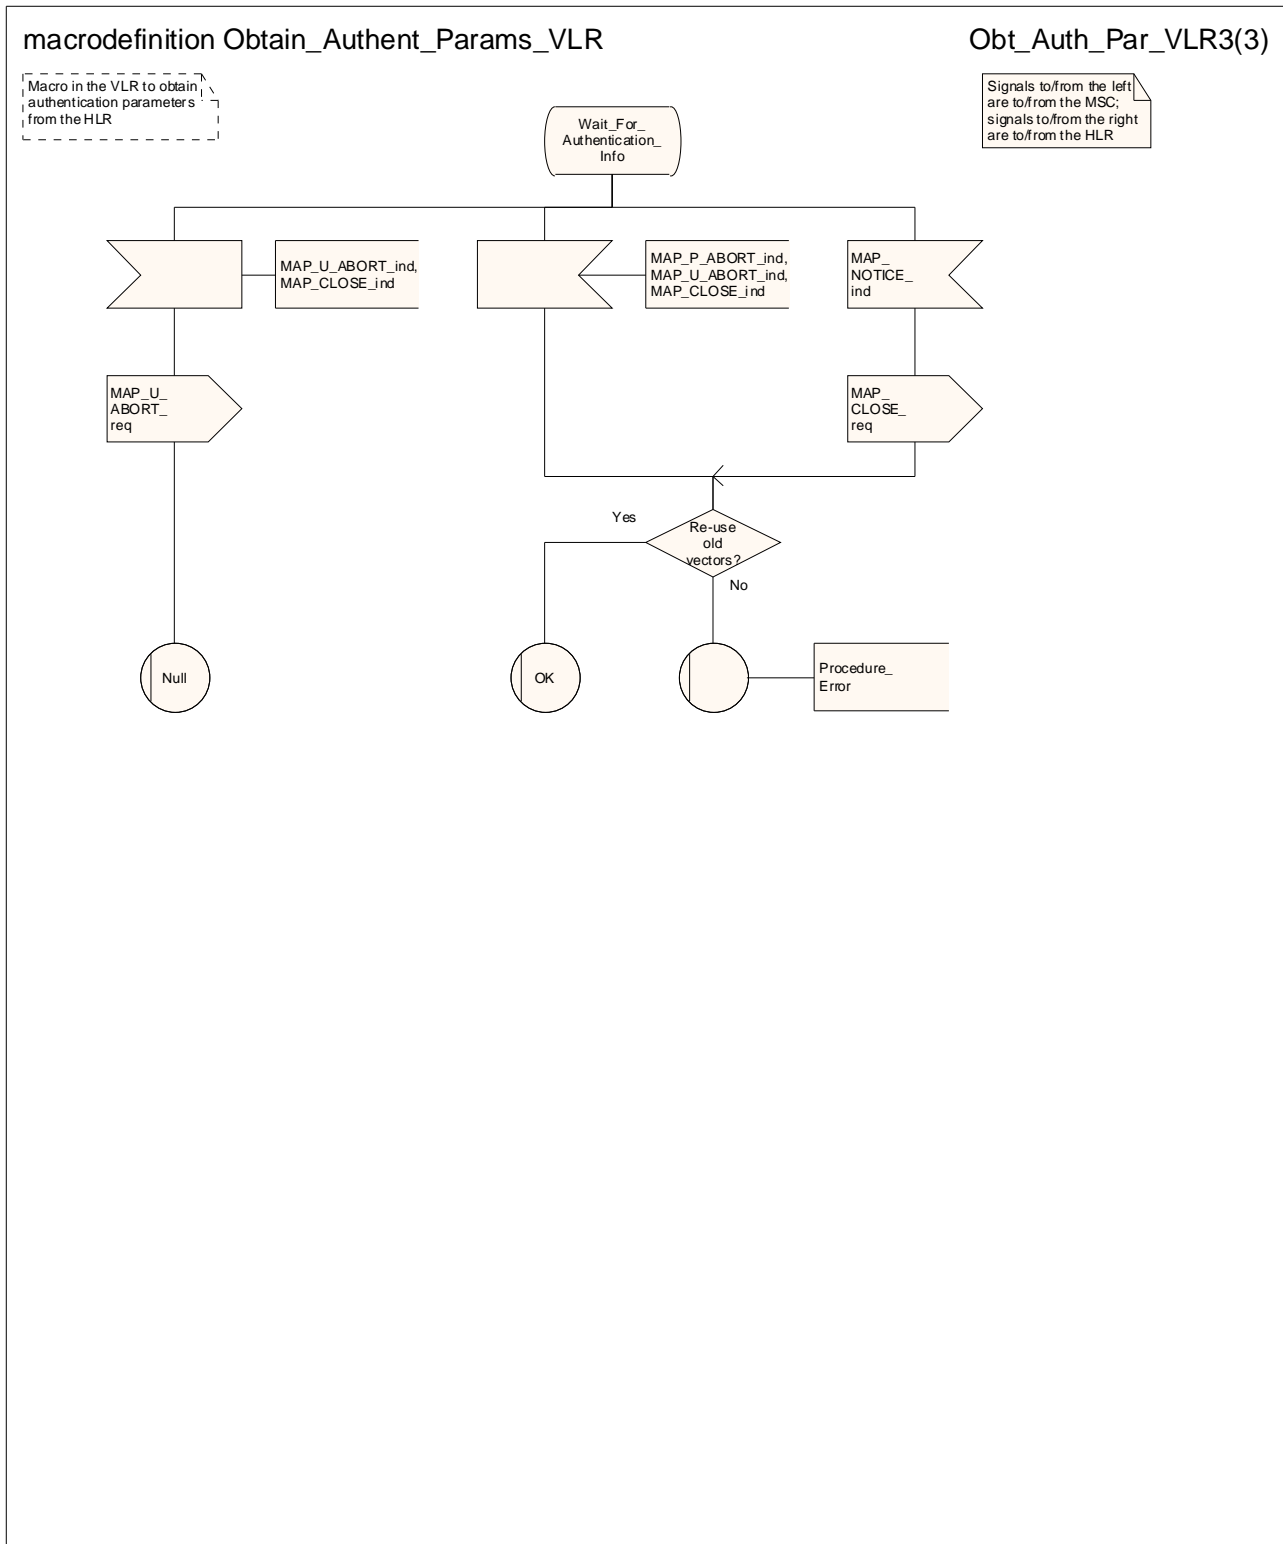 macrodefinition Obtain_Authent_Params_VLR
Obt_Auth_Par_VLR3(3)
Macro in the VLR to obtain
authentication parameters
from the HLR
Signals to/from the left
are to/from the MSC;
signals to/from the right
are to/from the HLR
Wait_For_
Authentication_
Info
MAP_U_ABORT_ind,
MAP_CLOSE_ind
MAP_P_ABORT_ind,
MAP_U_ABORT_ind,
MAP_CLOSE_ind
MAP_
NOTICE_
ind
MAP_U_
ABORT_
req
MAP_
CLOSE_
req
Yes
Re-use
old
vectors?
No
Null
OK
Procedure_
Error